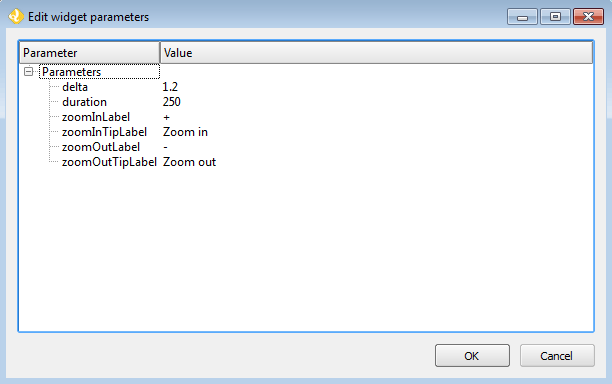 Edit widget parameters
Parameter Value
Parameters
delta 1.2
duration 250
zoomInLabel +
zoomInTipLabel Zoom in
zoomOutLabel -
zoomOutTipLabel Zoom out
OK Cancel